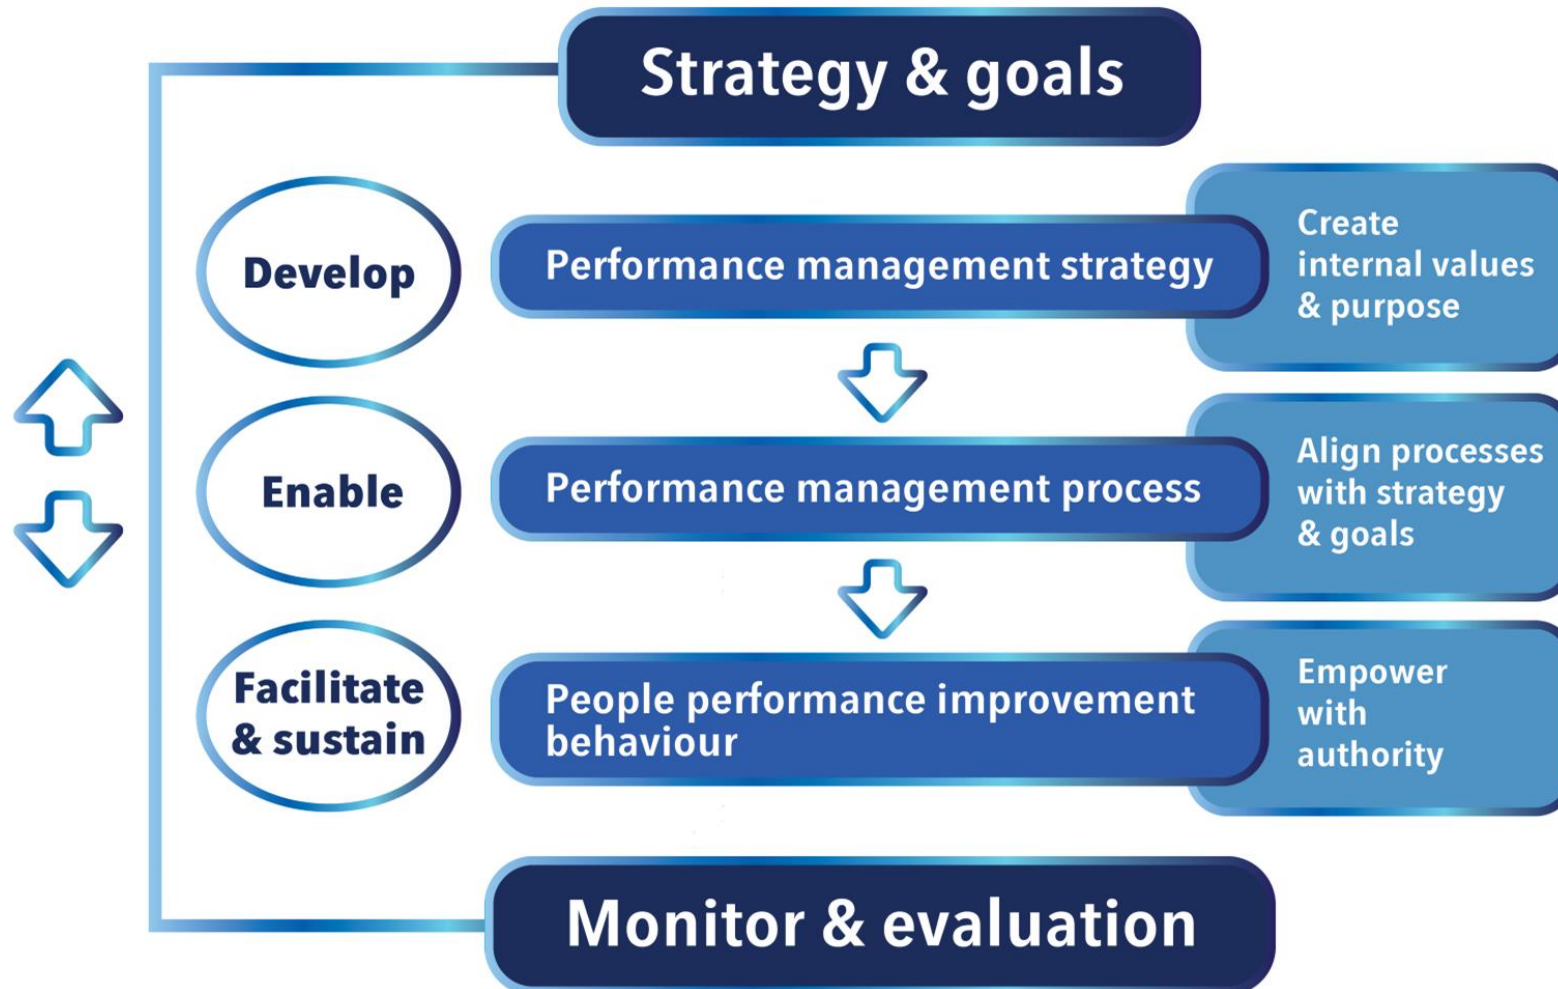 Strategy & goals
Develop
Performance management strategy
Create
internal values
& purpose
Enable
Performance management process
Align processes
with strategy
& goals
Facilitate
& sustain
People performance improvement
behaviour
Empower
with
authority
Monitor & evaluation